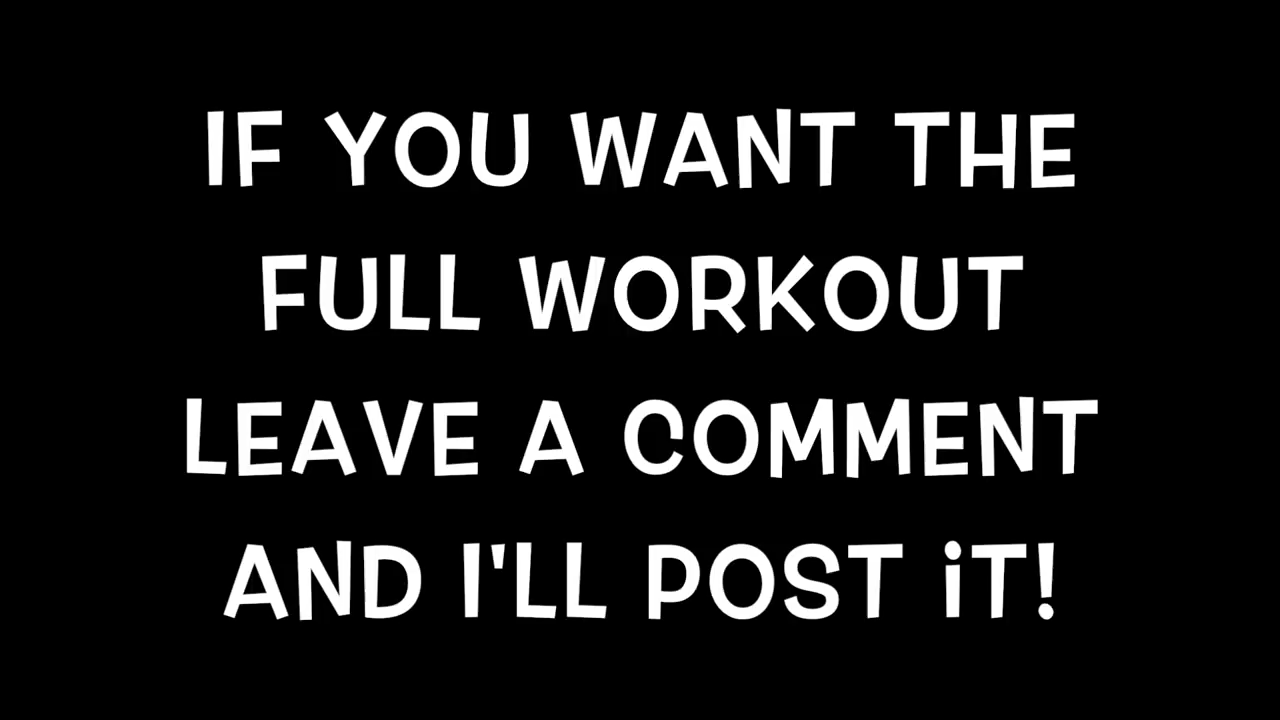 IF YOU WANT THE
FULL WORKOUT
LEAVE A COMMENT
AND I'LL POST iT!